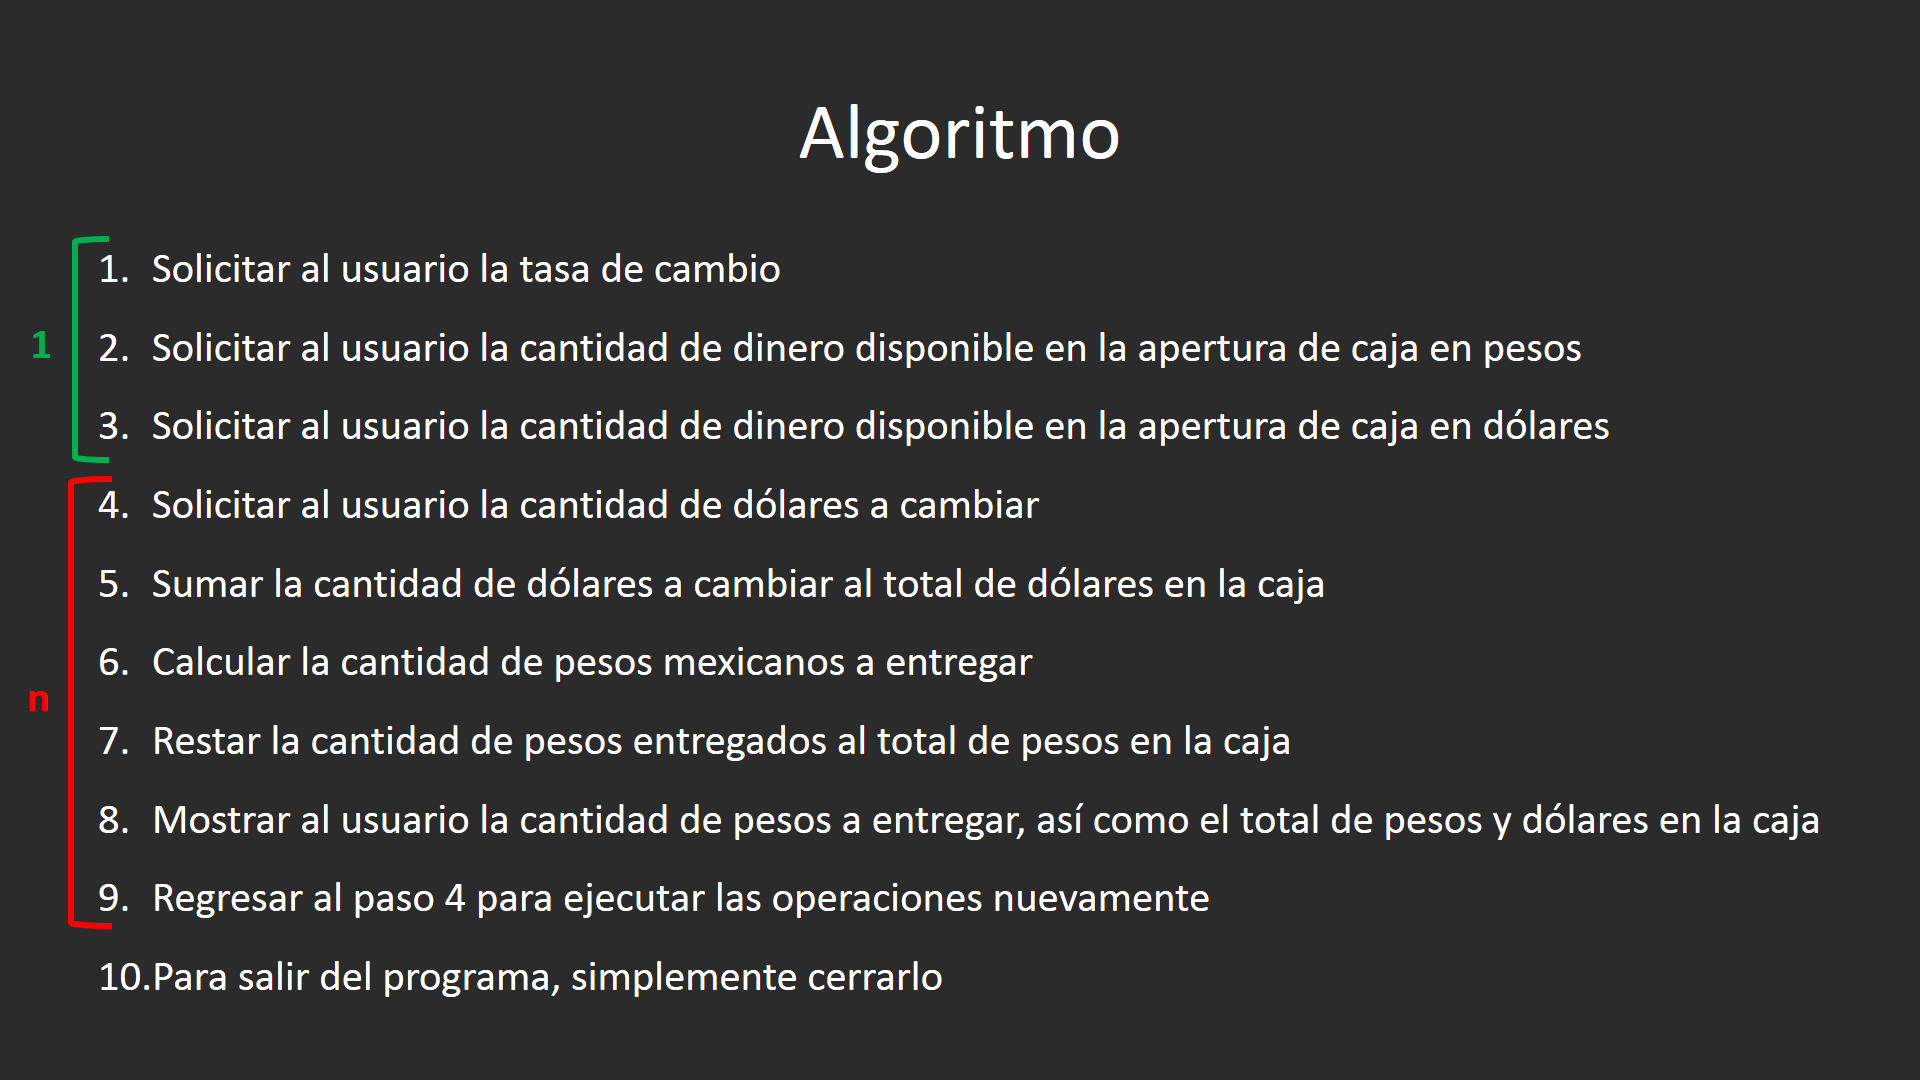 Algoritmo
1. Solicitar al usuario la tasa de cambio
1 2. Solicitar al usuario la cantidad de dinero disponible en la apertura de caja en pesos
3. Solicitar al usuario la cantidad de dinero disponible en la apertura de caja en dólares
4. Solicitar al usuario la cantidad de dólares a cambiar
5. Sumar la cantidad de dólares a cambiar al total de dólares en la caja
6. Calcular la cantidad de pesos mexicanos a entregar
n
7. Restar la cantidad de pesos entregados al total de pesos en la caja
8. Mostrar al usuario la cantidad de pesos a entregar, así como el total de pesos y dólares en la caja
9. Regresar al paso 4 para ejecutar las operaciones nuevamente
10.Para salir del programa, simplemente cerrarlo